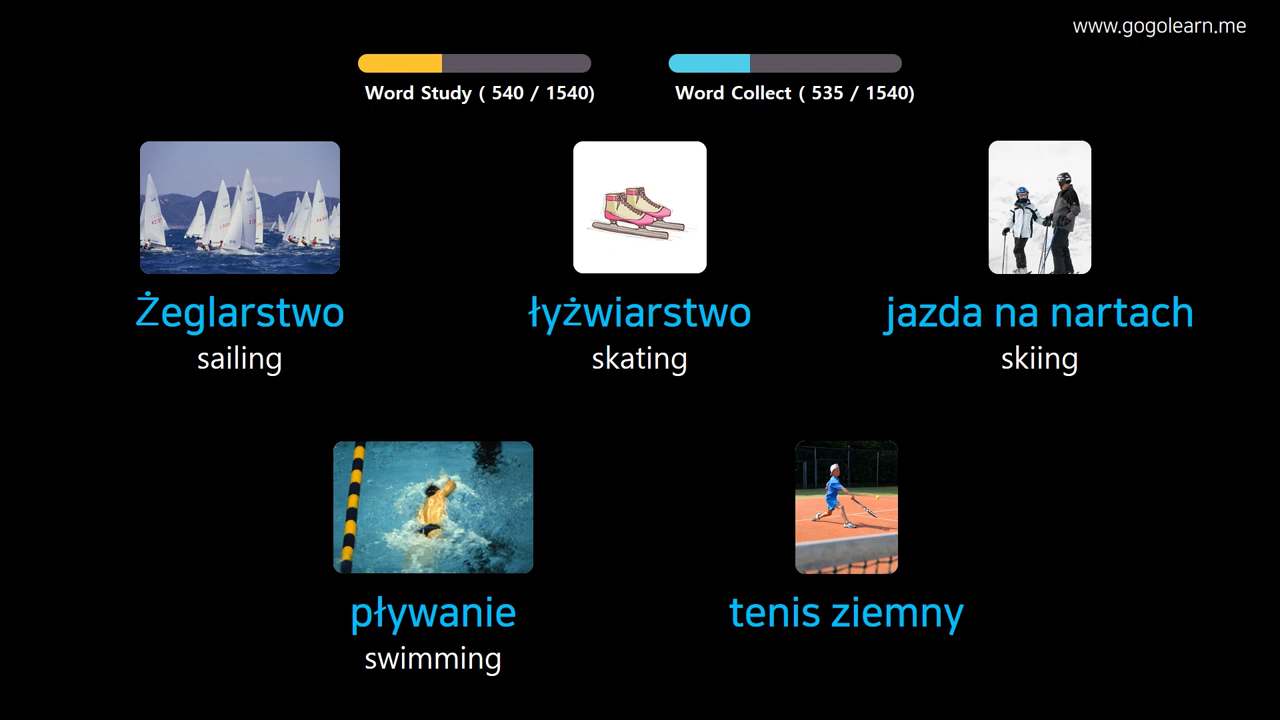 www.gogolearn.me
Word Study ( 540 / 1540)
Word Collect ( 535 / 1540)
Żeglarstwo
sailing
łyżwiarstwo
skating
jazda na nartach
skiing
pływanie
swimming
tenis ziemny